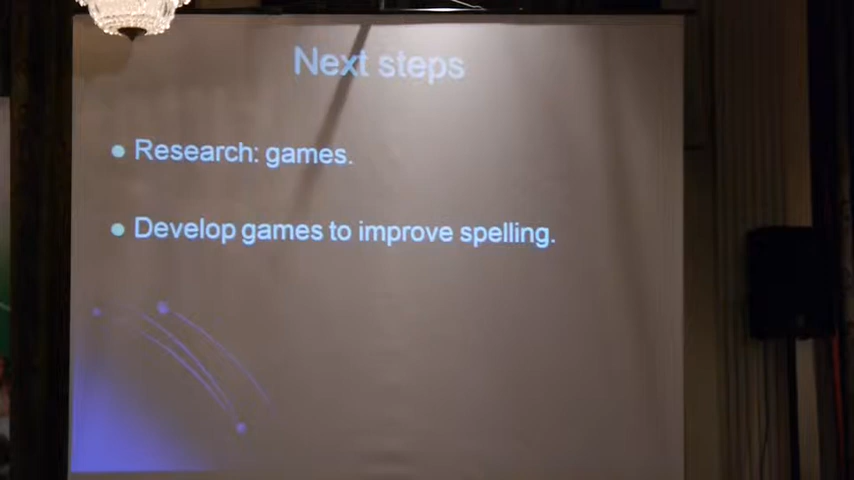 Next steps
Research: games.
Develop games to improve spelling.